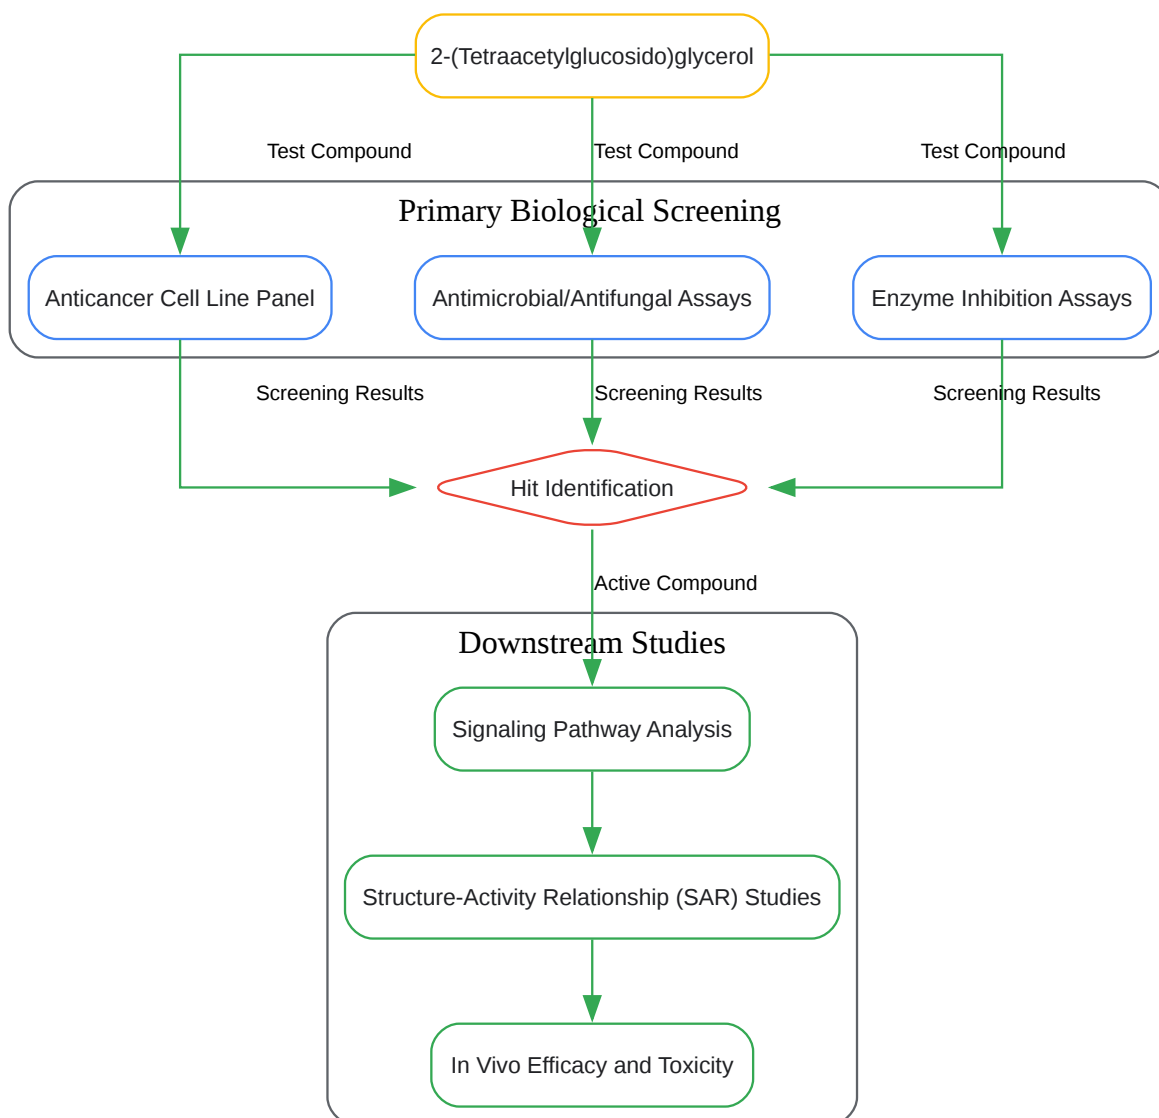 2-(Tetraacetylglucosido)glycerol
Test Compound
Test Compound
Test Compound
Primary Biological Screening
Anticancer Cell Line Panel
Antimicrobial/Antifungal Assays
Enzyme Inhibition Assays
Screening Results
Screening Results
Screening Results
Hit Identification
Active Compound
Downstream Studies
Signaling Pathway Analysis
Structure-Activity Relationship (SAR) Studies
In Vivo Efficacy and Toxicity